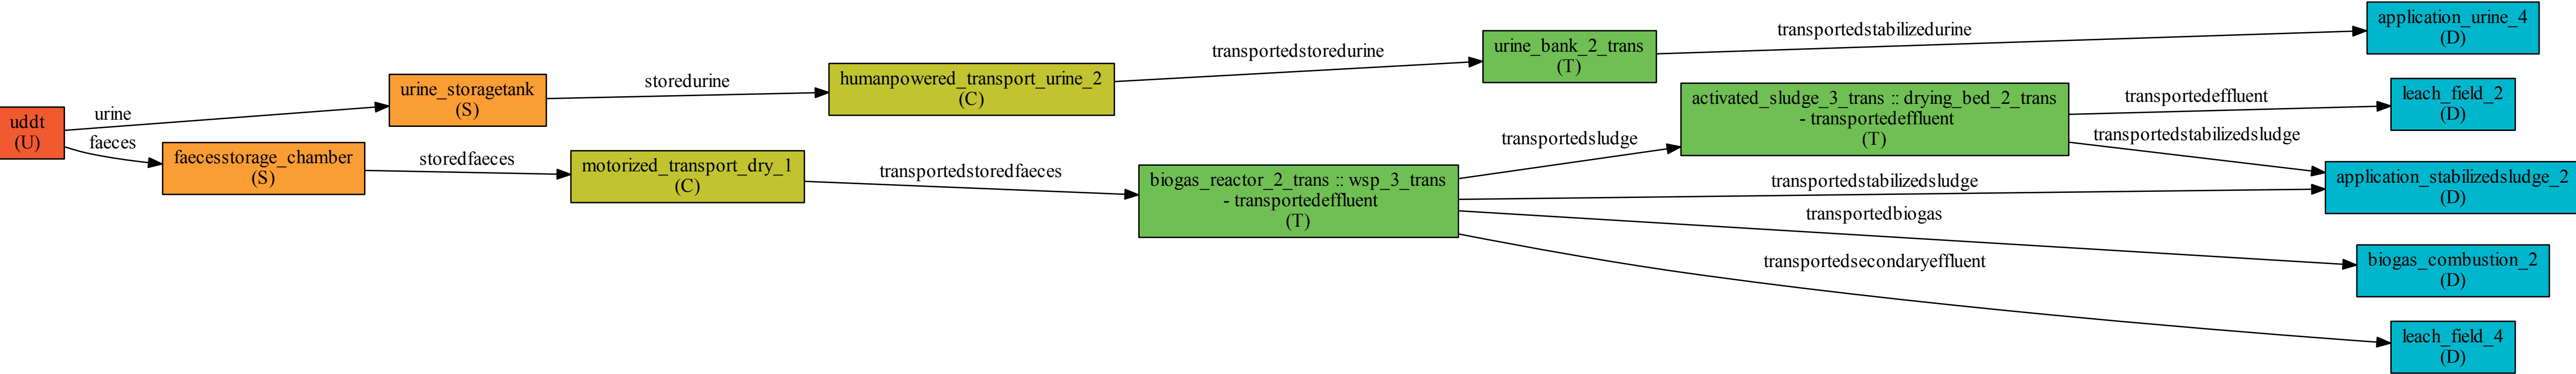 uddt
(U)
urine
faeces
urine_storagetank
(S)
faecesstorage_chamber
(S)
storedurine
storedfaeces
humanpowered_transport_urine_2
(C)
motorized_transport_dry_1
(C)
transportedstoredurine
transportedstoredfaeces
urine_bank_2_trans
(T)
biogas_reactor_2_trans :: wsp_3_trans
- transportedeffluent
(T)
transportedsludge
activated_sludge_3_trans :: drying_bed_2_trans
- transportedeffluent
(T)
transportedstabilizedurine
transportedeffluent
transportedstabilizedsludge
transportedstabilizedsludge
transportedbiogas
transportedsecondaryeffluent
application_urine_4
(D)
leach_field_2
(D)
application_stabilizedsludge_2
(D)
biogas_combustion_2
(D)
leach_field_4
(D)